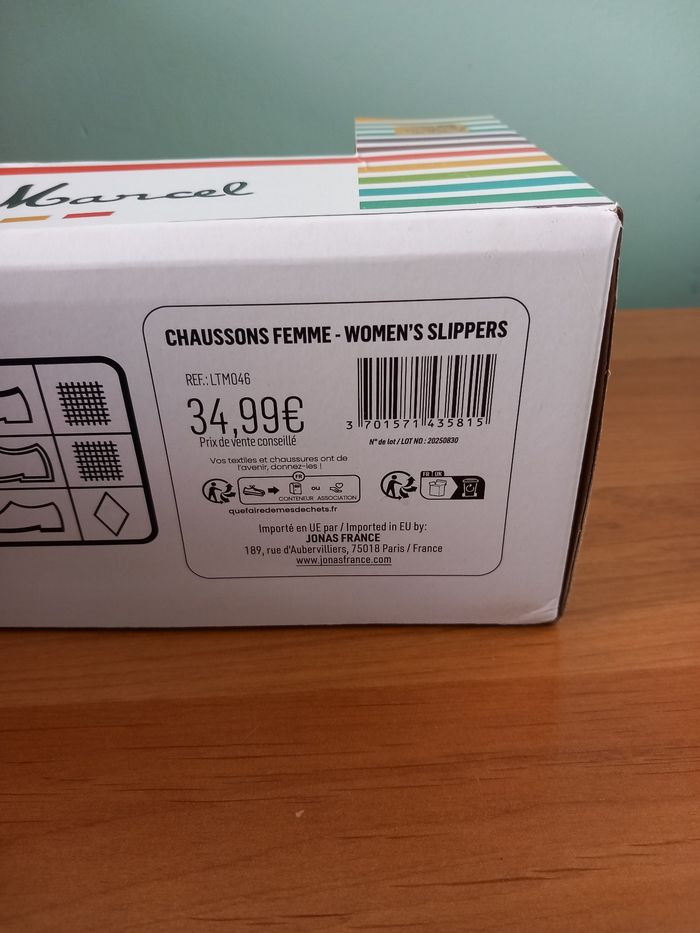 Marcel
CHAUSSONS FEMME - WOMEN'S SLIPPERS
REF.: LTM046
34,99€
Prix de vente conseillé
3 701571 435815
N° de lot / LOT NO : 20250830
Vos textiles et chaussures ont de
l'avenir, donnez-les !
FR
OU
CONTENEUR ASSOCIATION
quefairedemesdechets.fr
FR UK
Importé en UE par / Imported in EU by:
JONAS FRANCE
189, rue d'Aubervilliers, 75018 Paris / France
www.jonasfrance.com